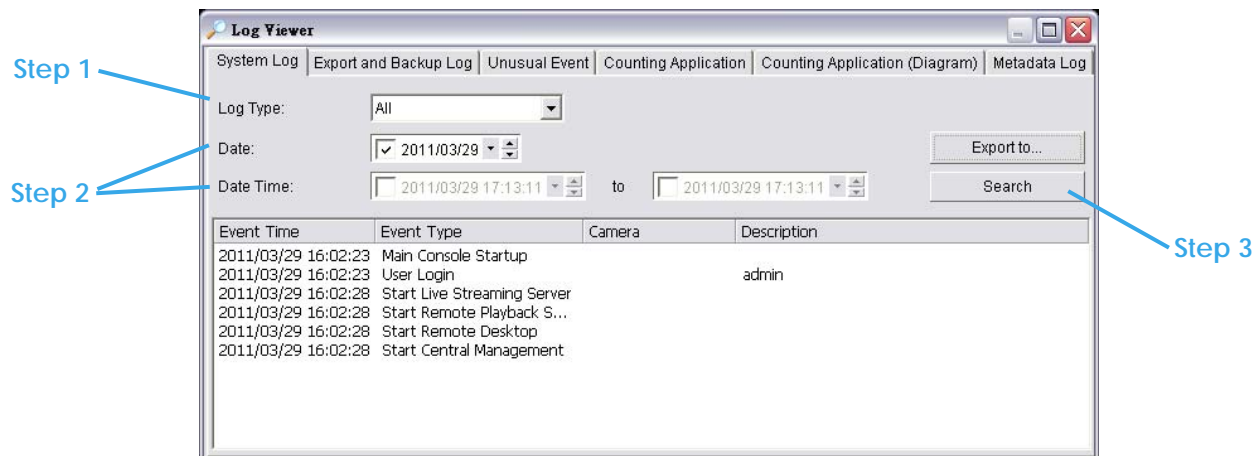 Log Viewer
System Log Export and Backup Log Unusual Event Counting Application Counting Application (Diagram) Metadata Log
Step 1
Log Type: All
Date: 2011/03/29 Export to...
Step 2
Date Time: 2011/03/29 17:13:11 to 2011/03/29 17:13:11 Search
Step 3
Event Time Event Type Camera Description
2011/03/29 16:02:23 Main Console Startup
2011/03/29 16:02:23 User Login admin
2011/03/29 16:02:28 Start Live Streaming Server
2011/03/29 16:02:28 Start Remote Playback S...
2011/03/29 16:02:28 Start Remote Desktop
2011/03/29 16:02:28 Start Central Management